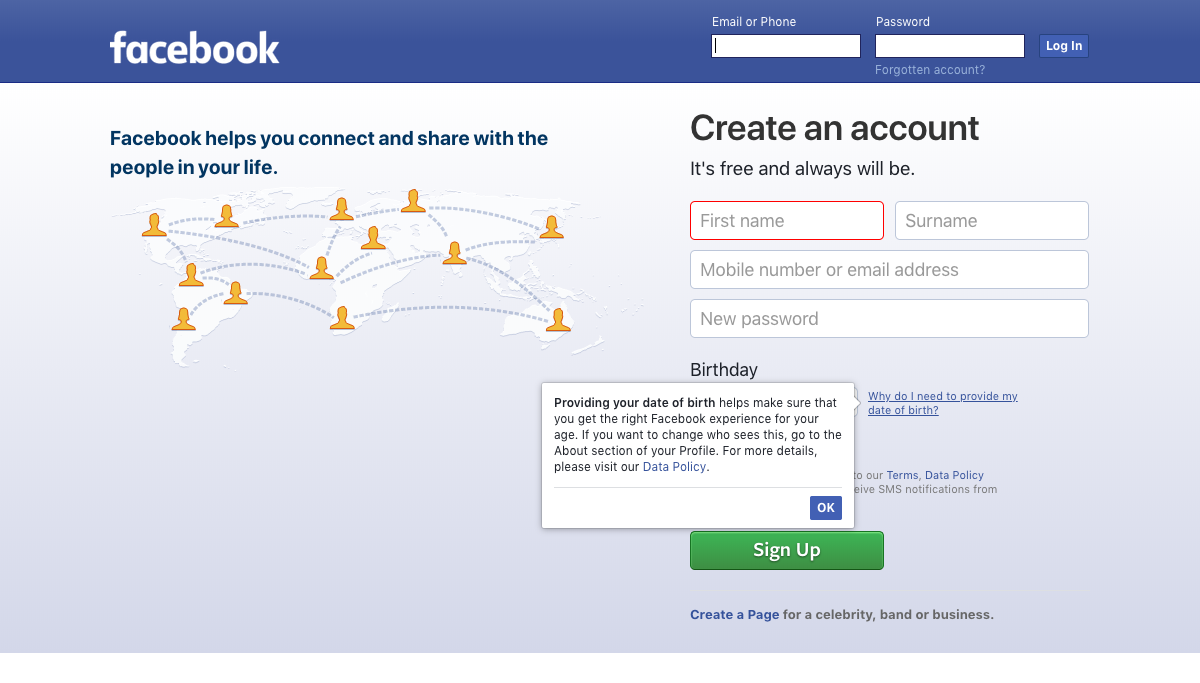 facebook
Email or Phone
Password
Log In
Forgotten account?
Facebook helps you connect and share with the
people in your life.
Create an account
It's free and always will be.
First name
Surname
Mobile number or email address
New password
Birthday
Providing your date of birth helps make sure that
you get the right Facebook experience for your
age. If you want to change who sees this, go to the
About section of your Profile. For more details,
please visit our Data Policy.
OK
Why do I need to provide my
date of birth?
to our Terms, Data Policy
SMS notifications from
Sign Up
Create a Page for a celebrity, band or business.